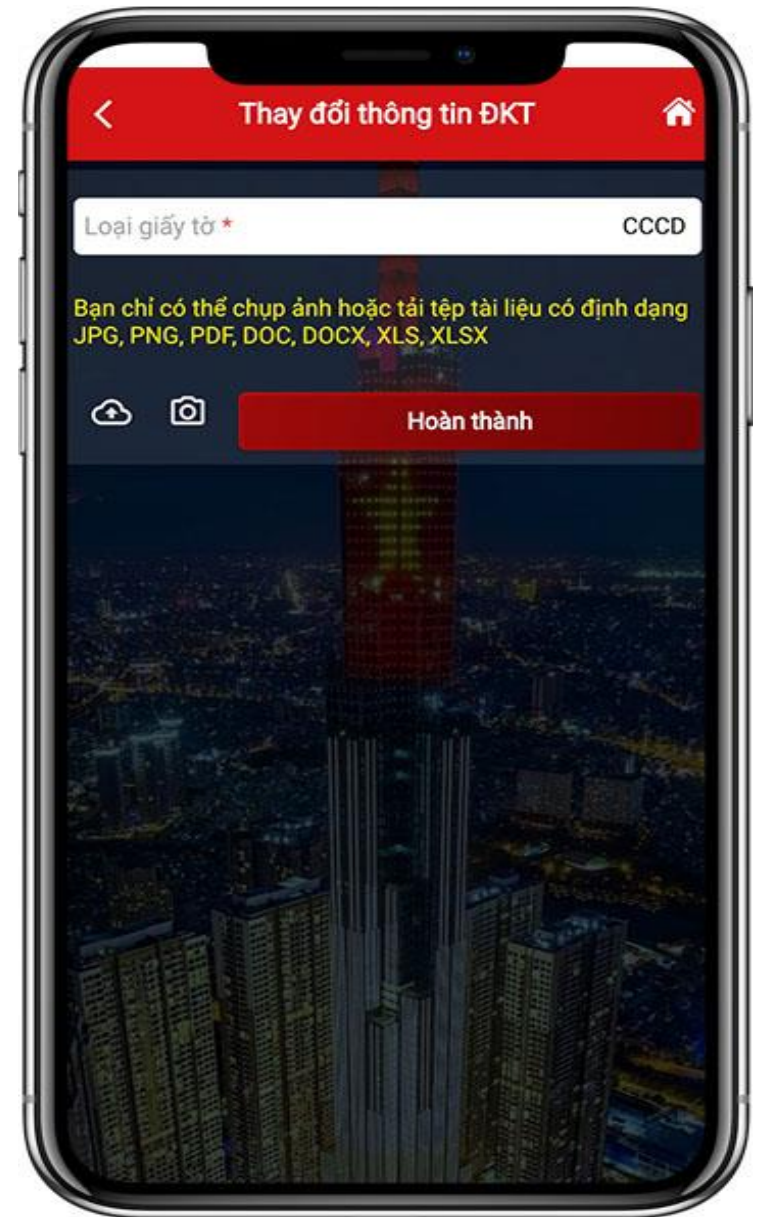 Thay đổi thông tin ĐKT
Loại giấy tờ * CCCD
Bạn chỉ có thể chụp ảnh hoặc tải tệp tài liệu có định dạng
JPG, PNG, PDF, DOC, DOCX, XLS, XLSX
Hoàn thành